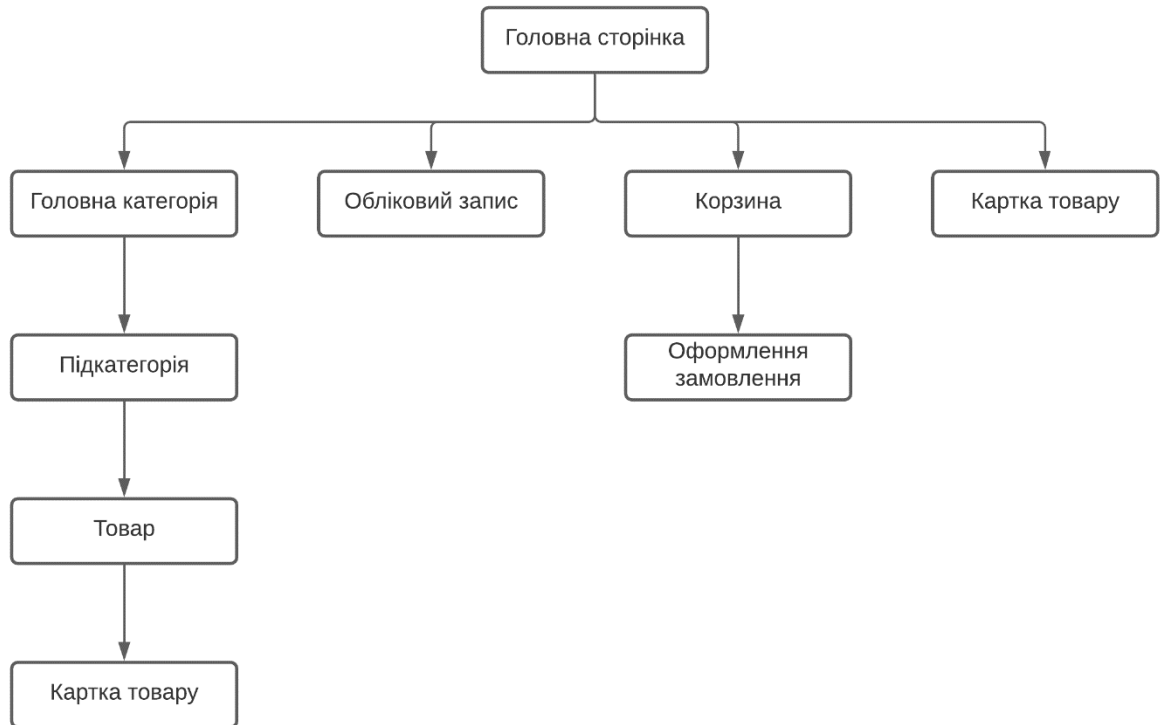 Головна сторінка
Головна категорія
Обліковий запис
Корзина
Картка товару
Підкатегорія
Оформлення
замовлення
Товар
Картка товару